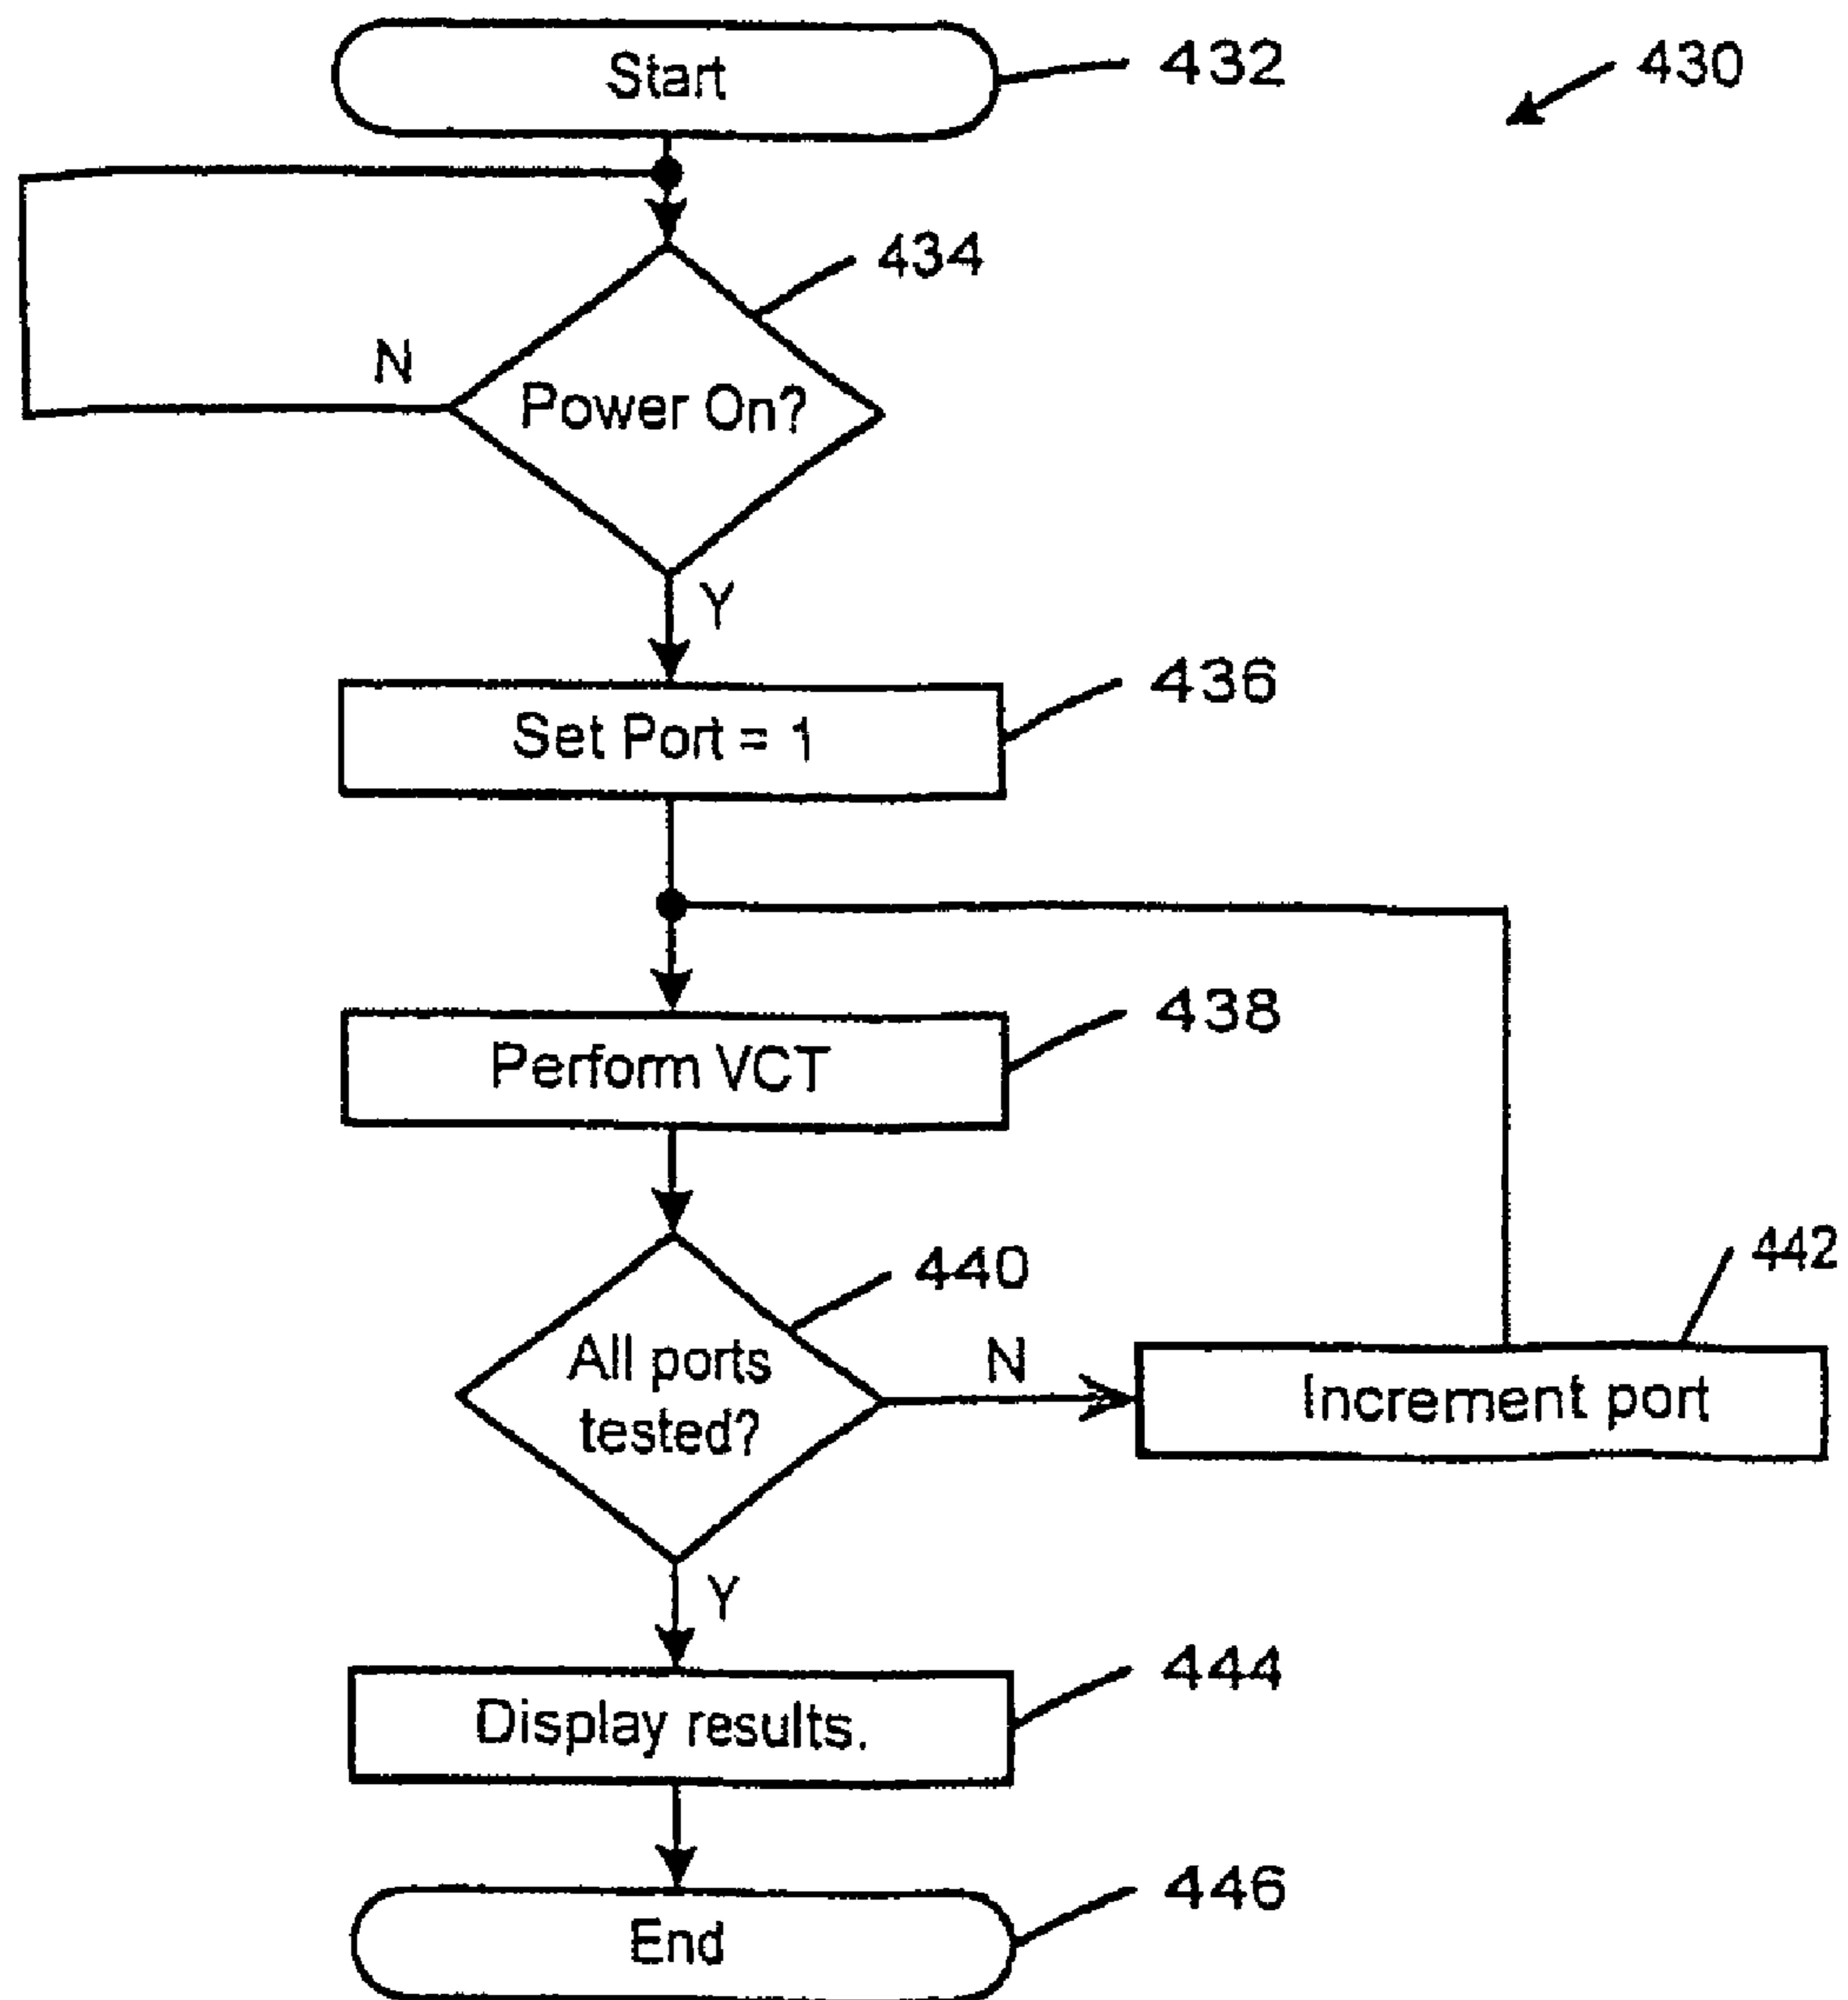 Start
432
430
434
N
Power On?
Y
436
Set Port = 1
438
Perform VCT
440
442
All ports
tested?
N
Increment port
Y
444
Display results.
446
End